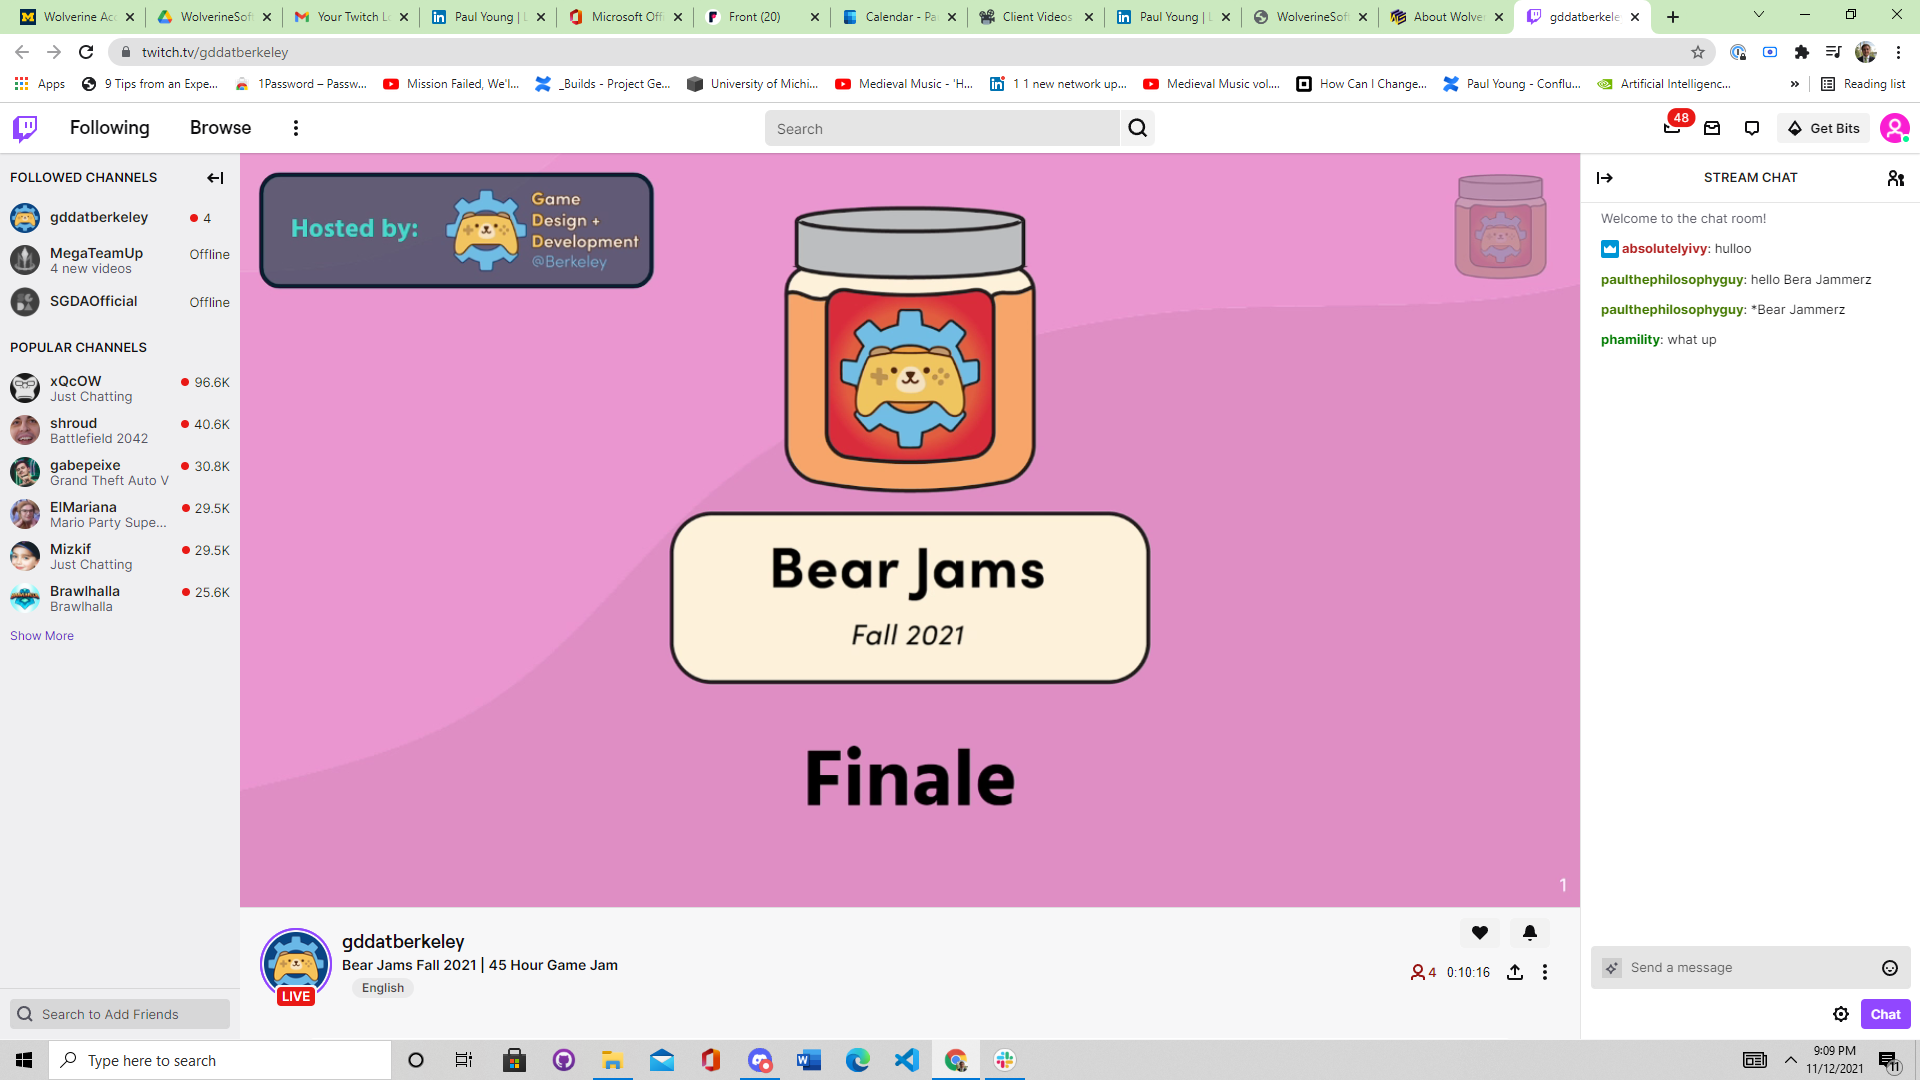 Wolverine Acc
WolverineSoft
Your Twitch Lo
Paul Young | L
Microsoft Offi
Front (20)
Calendar - Pa
Client Videos
Paul Young | L
WolverineSoft
About Wolver
gddatberkele
twitch.tv/gddatberkeley
Apps
9 Tips from an Expe...
1Password – Passw...
Mission Failed, We'l...
_Builds - Project Ge...
University of Michi...
Medieval Music - 'H...
1 1 new network up...
Medieval Music vol....
How Can I Change...
Paul Young - Conflu...
Artificial Intelligenc...
»
Reading list
Following
Browse
Search
48
Get Bits
FOLLOWED CHANNELS
gddatberkeley
4
MegaTeamUp
Offline
4 new videos
SGDAOfficial
Offline
POPULAR CHANNELS
xQcOW
96.6K
Just Chatting
shroud
40.6K
Battlefield 2042
gabepeixe
30.8K
Grand Theft Auto V
ElMariana
29.5K
Mario Party Supe...
Mizkif
29.5K
Just Chatting
Brawlhalla
25.6K
Brawlhalla
Show More
Search to Add Friends
Hosted by:
Game
Design +
Development
@Berkeley
Bear Jams
Fall 2021
Finale
1
LIVE
gddatberkeley
Bear Jams Fall 2021 | 45 Hour Game Jam
English
4
0:10:16
STREAM CHAT
Welcome to the chat room!
absolutelyivy: hulloo
paulthephilosophyguy: hello Bera Jammerz
paulthephilosophyguy: *Bear Jammerz
phamility: what up
Send a message
Chat
Type here to search
9:09 PM
11/12/2021
11